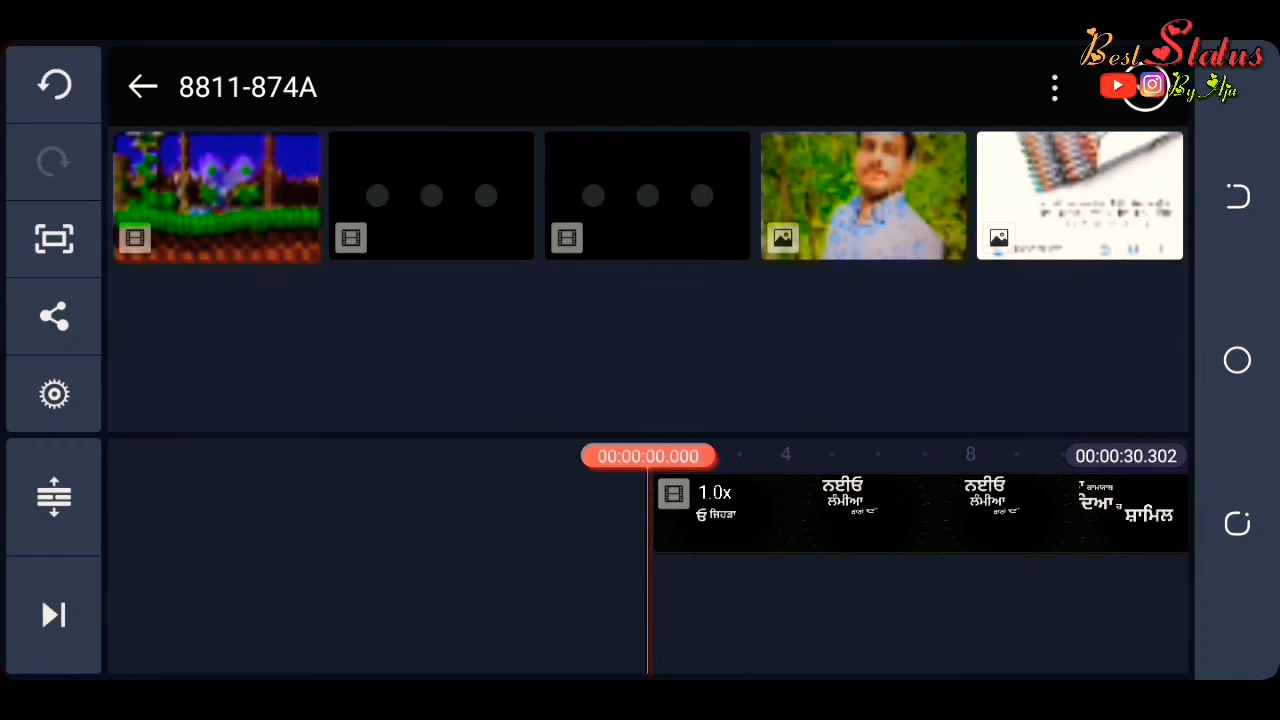 Best Status
By Aju
8811-874A
00:00:00.000
4
8
00:00:30.302
1.0x
ਓ ਜਿਹੜਾ
ਨਈਓ
ਲੰਮੀਆ
ਨਈਓ
ਲੰਮੀਆ
ਕਾਮਯਾਬ
ਸ਼ਾਮਿਲ